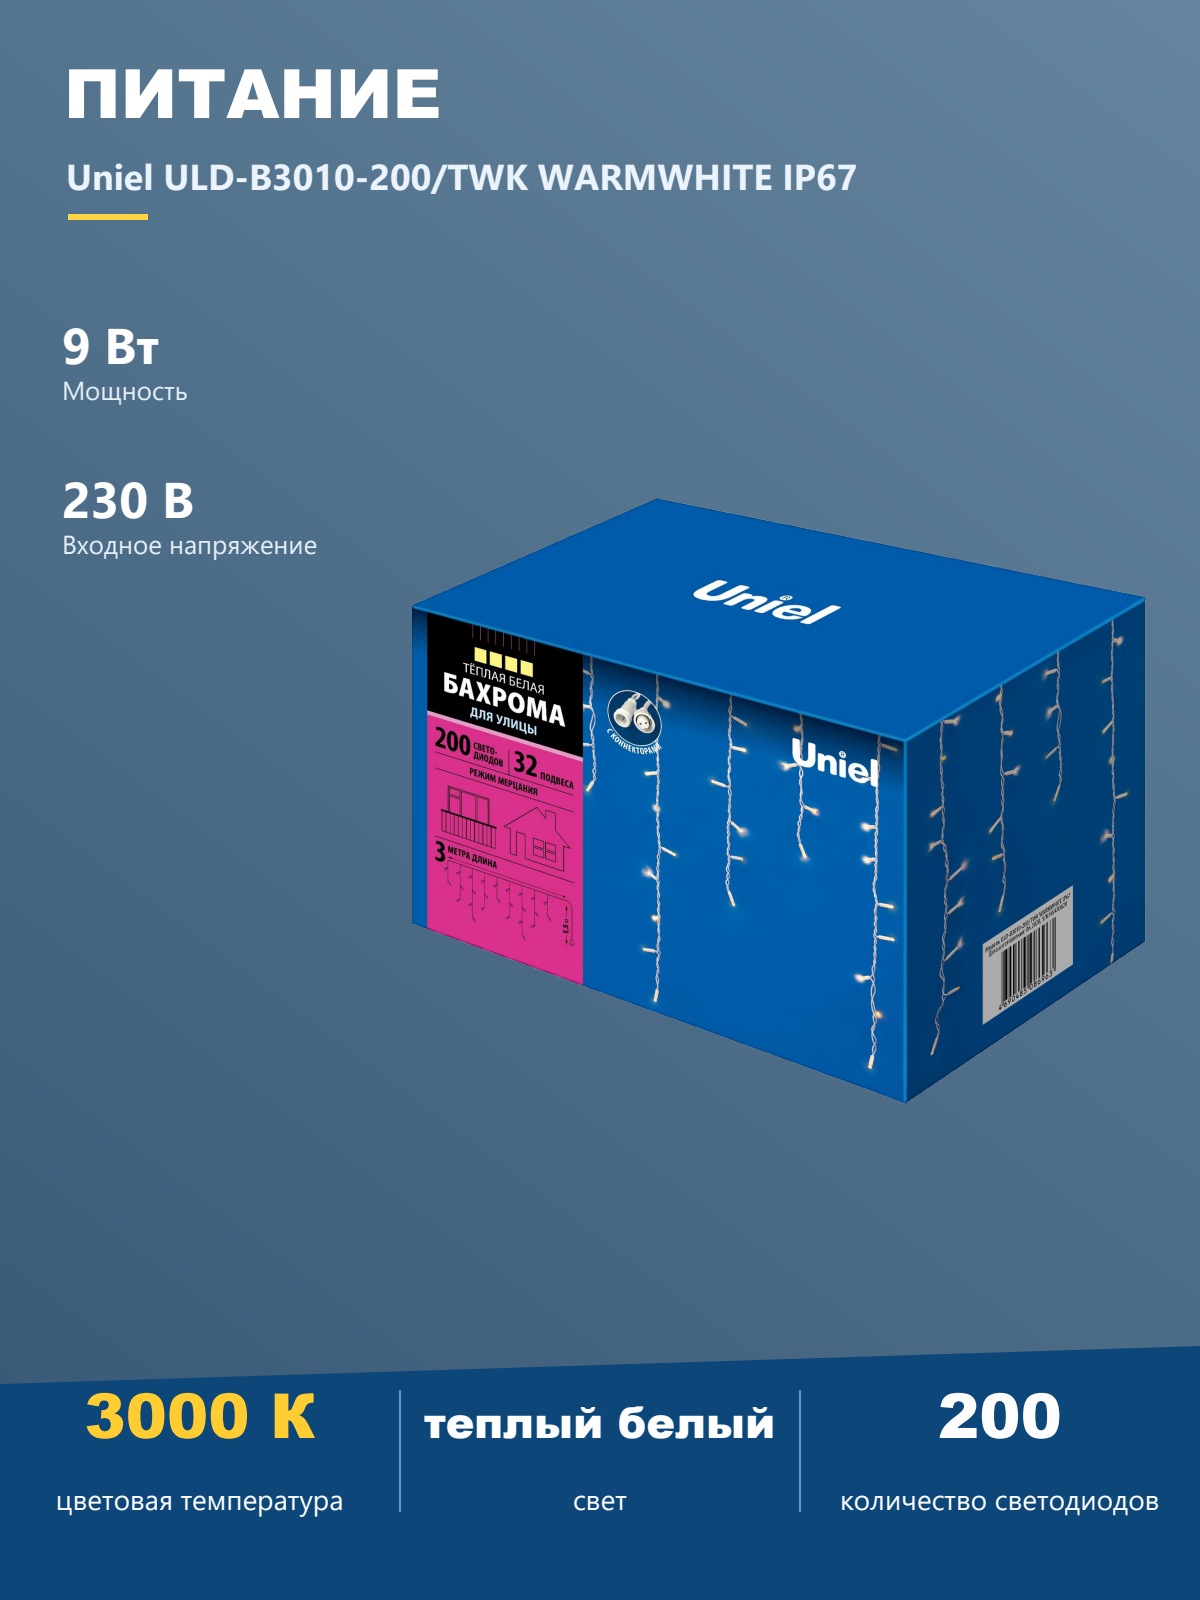 ПИТАНИЕ
Uniel ULD-B3010-200/TWK WARMWHITE IP67
9 Вт
Мощность
230 В
Входное напряжение
Uniel
ТЁПЛАЯ БЕЛАЯ
БАХРОМА
ДЛЯ УЛИЦЫ
200 СВЕТО-
ДИОДОВ
32 ПОДВЕСА
РЕЖИМ МЕРЦАНИЯ
3 МЕТРА ДЛИНА
1,5 м
С КОННЕКТОРАМИ
Uniel
3000 К
цветовая температура
теплый белый
свет
200
количество светодиодов